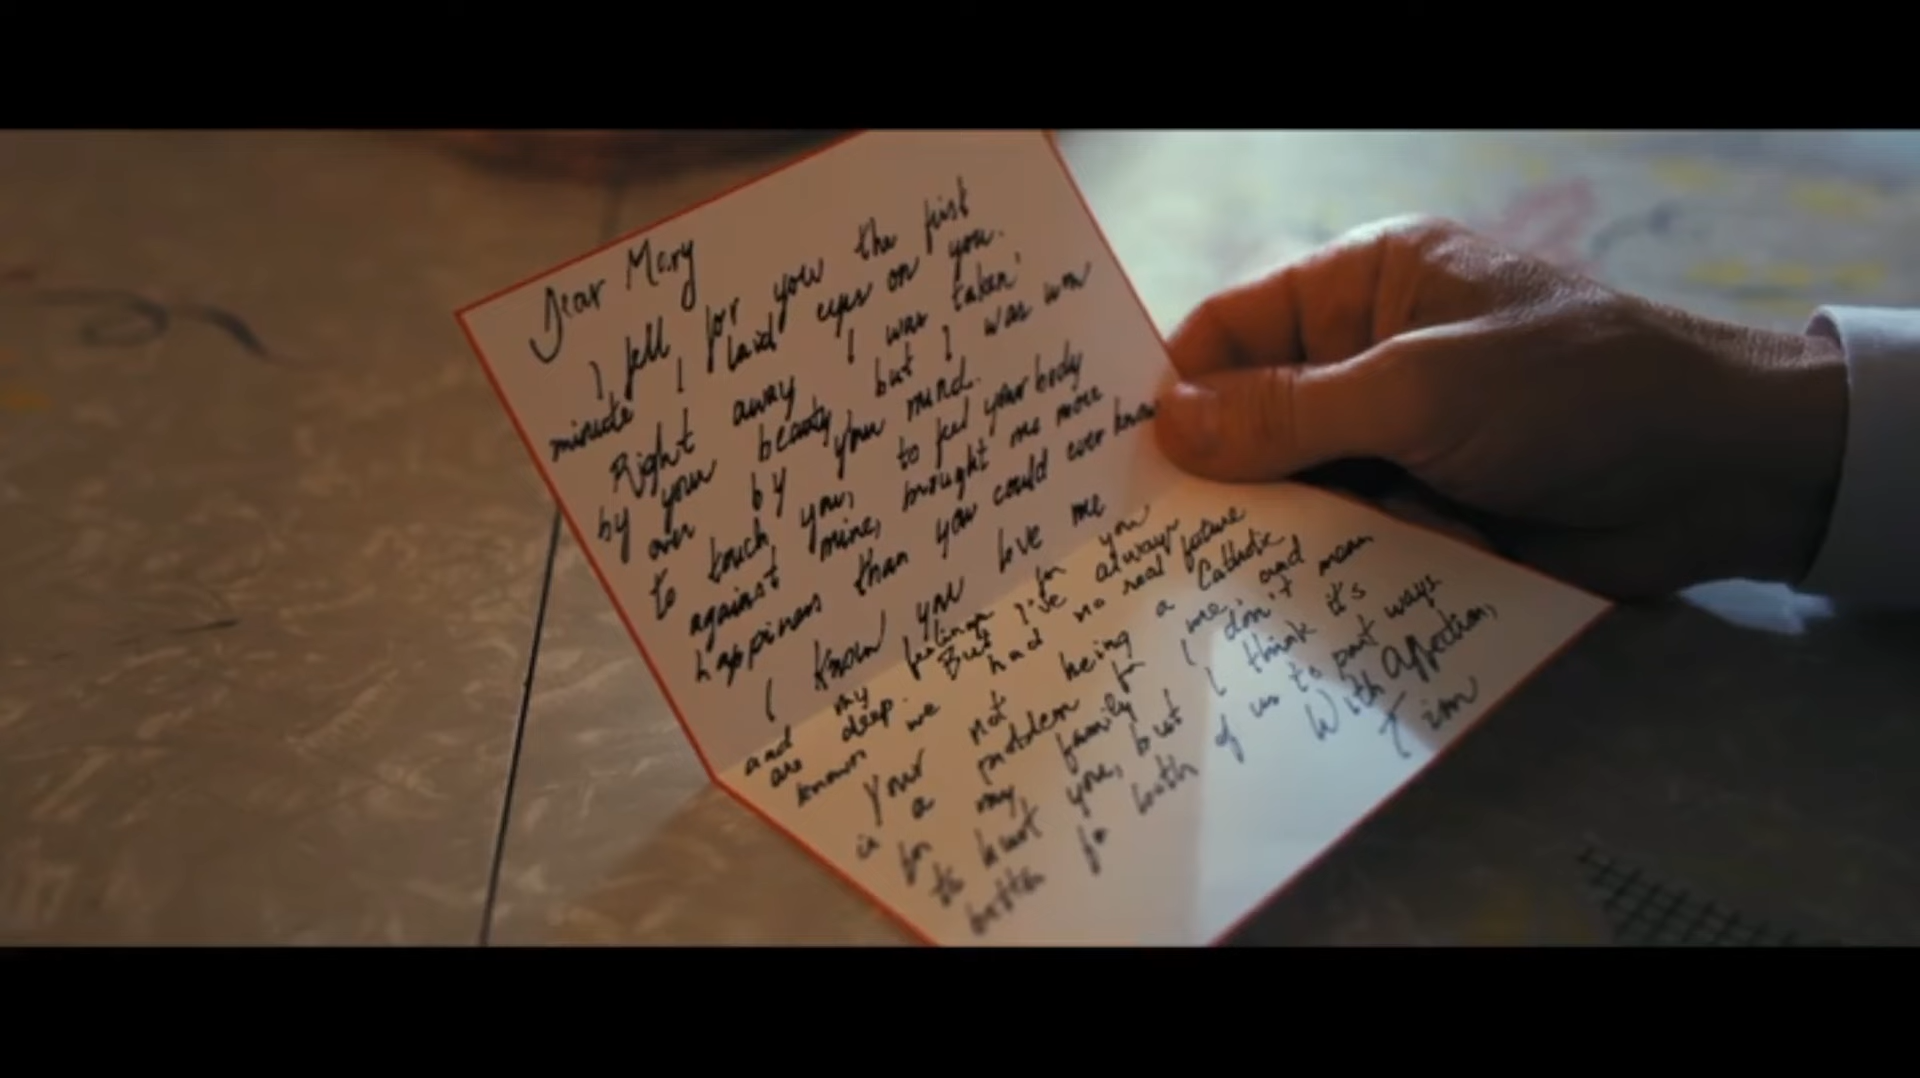 Dear Mary
I fell for you the first
minute I laid eyes on you.
Right away I was taken
by your beauty but I was won
over by your mind.
to touch you, to feel your body
against mine, brought me more
happiness than you could ever know
I know you love me
and my feelings for you
are deep. But I've always
known we had no real future
Your not being a Catholic
is a problem for me, and
for my family I don't mean
to hurt you, but I think it's
better for both of us to part ways
With affection,
Tim